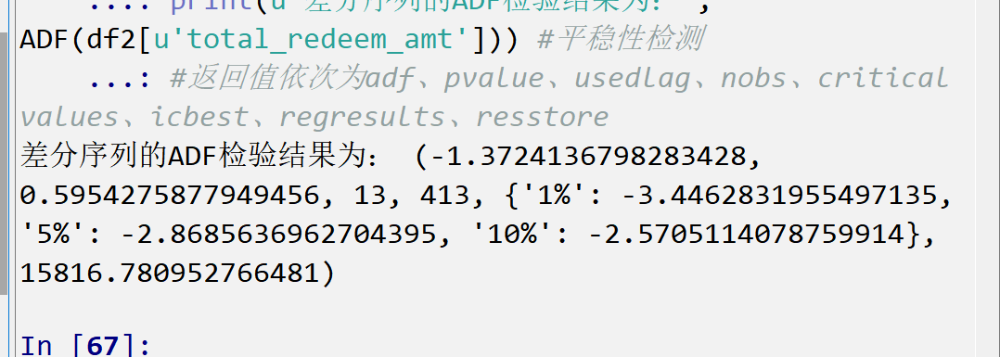 ...: print(u'差分序列的ADF检验结果为：',
ADF(df2[u'total_redeem_amt'])) #平稳性检测
...: #返回值依次为adf、pvalue、usedlag、nobs、critical
values、icbest、regresults、resstore
差分序列的ADF检验结果为： (-1.3724136798283428,
0.5954275877949456, 13, 413, {'1%': -3.4462831955497135,
'5%': -2.8685636962704395, '10%': -2.5705114078759914},
15816.780952766481)
In [67]: